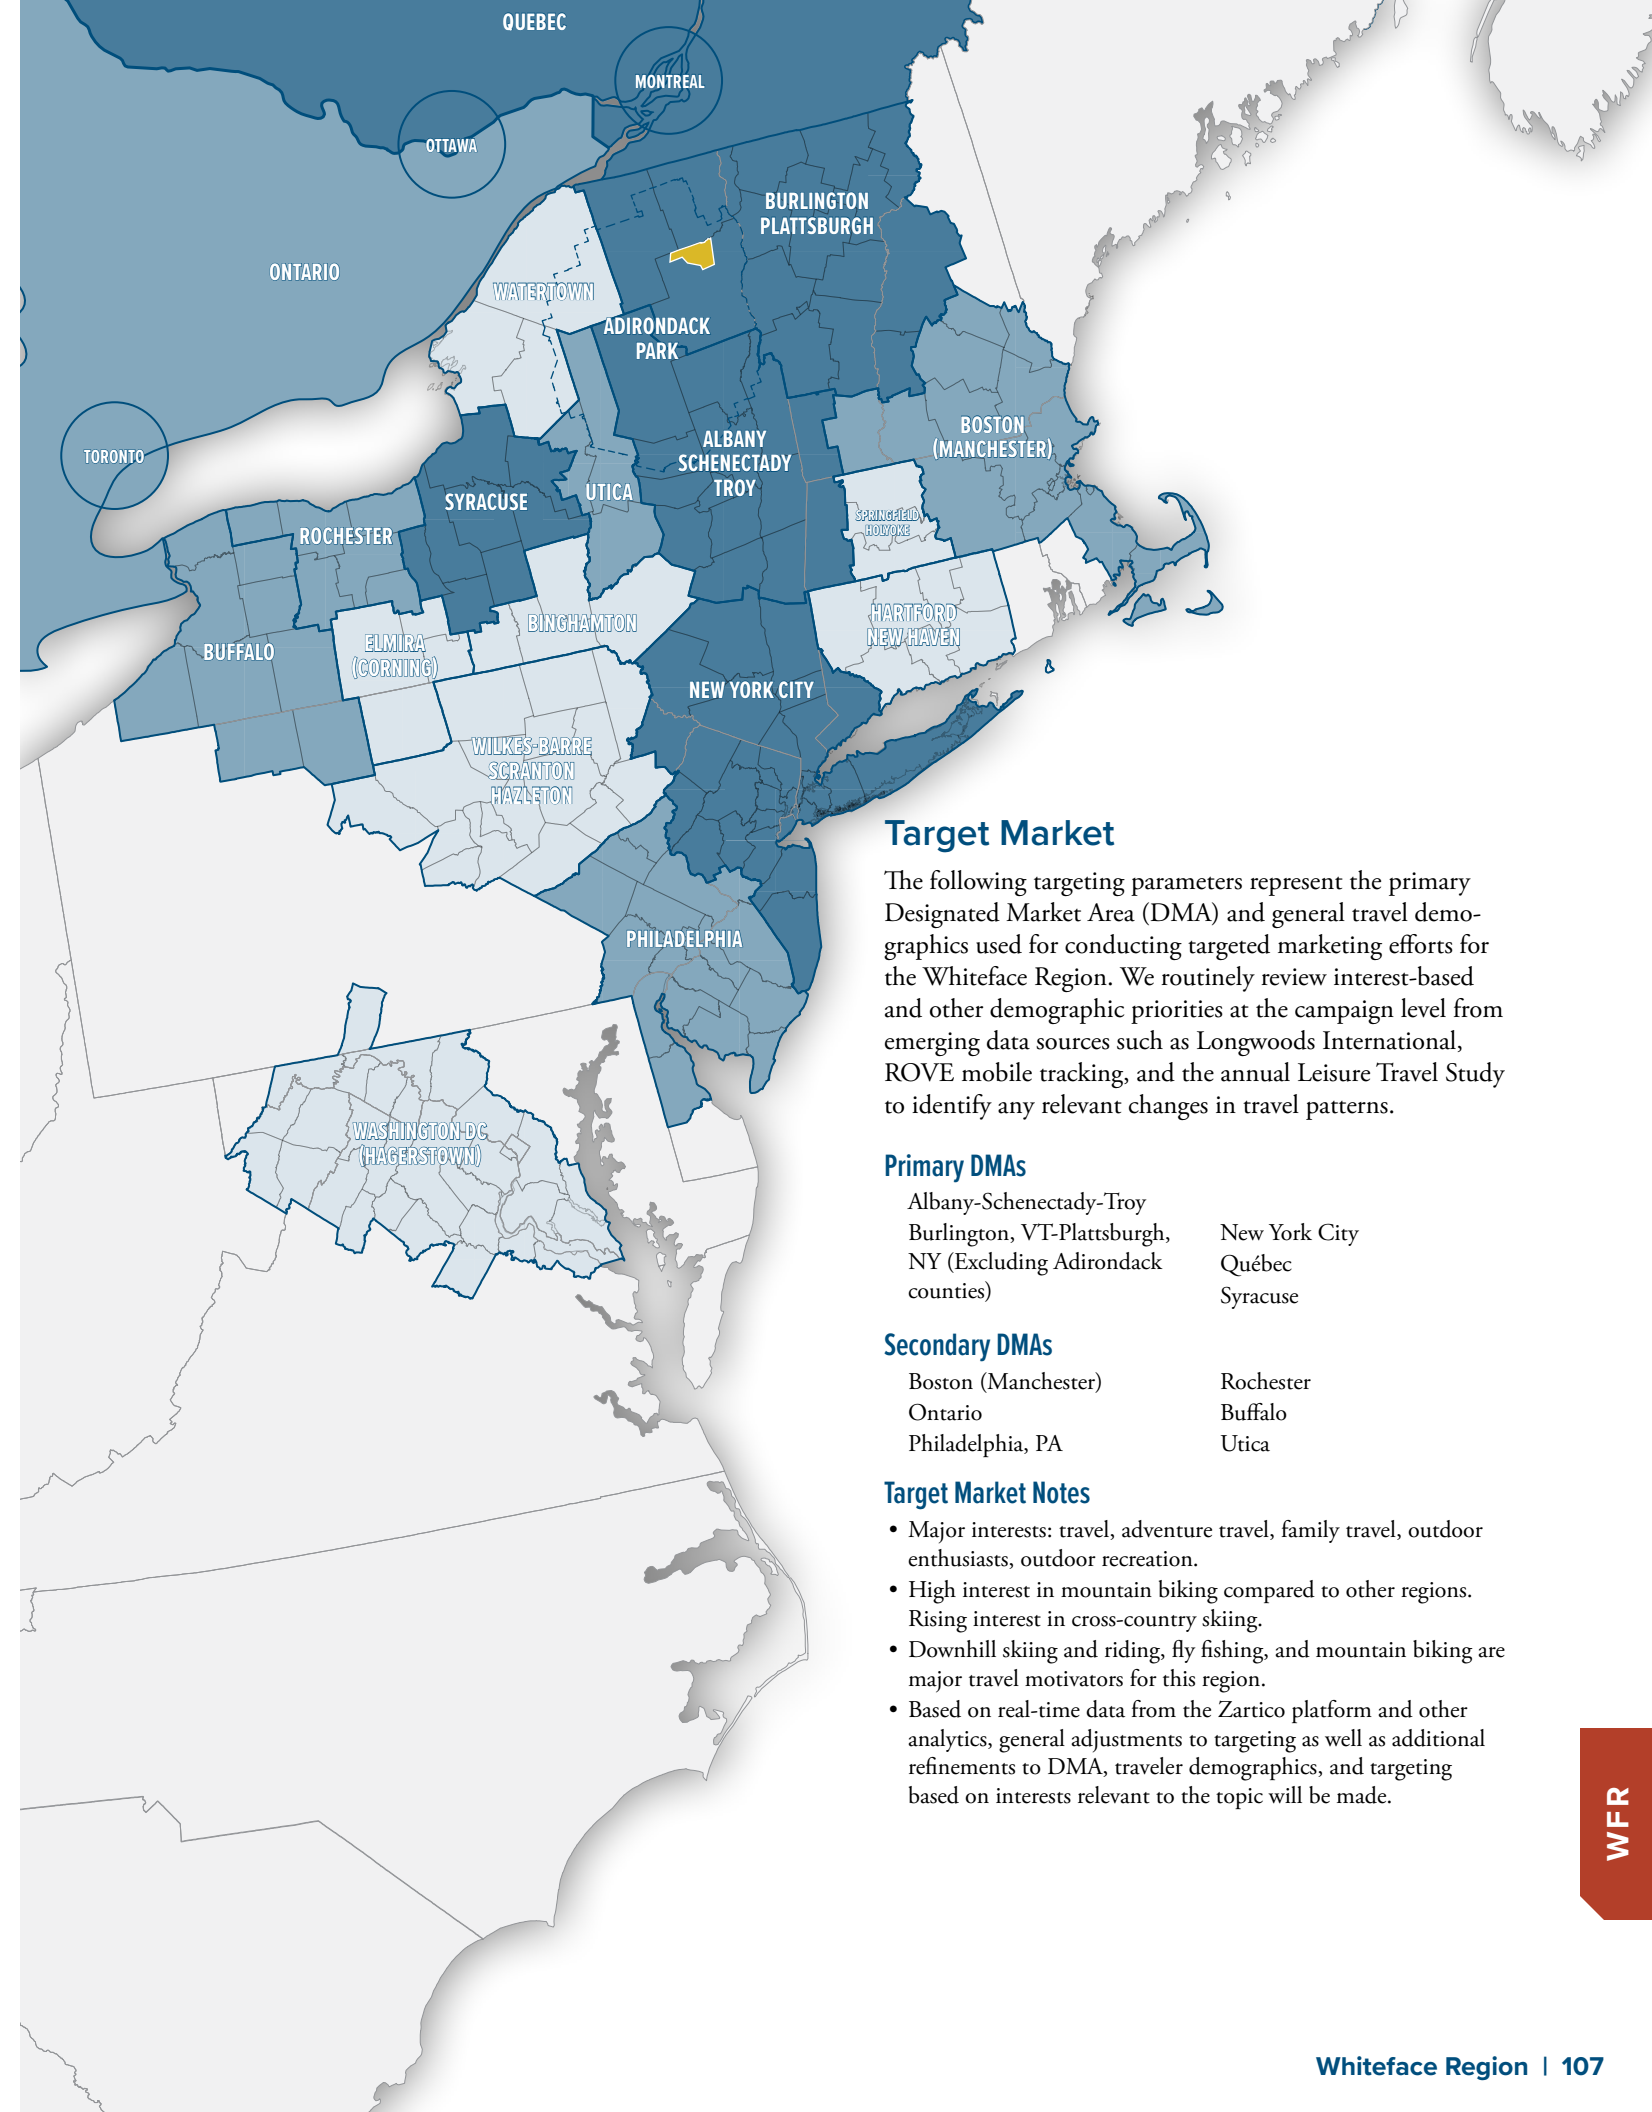 QUEBEC
MONTREAL
OTTAWA
BURLINGTON
PLATTSBURGH
ONTARIO
WATERTOWN
ADIRONDACK
PARK
TORONTO
ALBANY
SCHENECTADY
TROY
BOSTON
(MANCHESTER)
SYRACUSE
UTICA
ROCHESTER
SPRINGFIELD
HOLYOKE
BUFFALO
ELMIRA
(CORNING)
BINGHAMTON
HARTFORD
NEW HAVEN
NEW YORK CITY
WILKES-BARRE
SCRANTON
HAZLETON
PHILADELPHIA
WASHINGTON DC
(HAGERSTOWN)
Target Market
The following targeting parameters represent the primary
Designated Market Area (DMA) and general travel demo-
graphics used for conducting targeted marketing efforts for
the Whiteface Region. We routinely review interest-based
and other demographic priorities at the campaign level from
emerging data sources such as Longwoods International,
ROVE mobile tracking, and the annual Leisure Travel Study
to identify any relevant changes in travel patterns.
Primary DMAs
Albany-Schenectady-Troy
Burlington, VT-Plattsburgh,
NY (Excluding Adirondack
counties)
New York City
Québec
Syracuse
Secondary DMAs
Boston (Manchester)
Ontario
Philadelphia, PA
Rochester
Buffalo
Utica
Target Market Notes
• Major interests: travel, adventure travel, family travel, outdoor
enthusiasts, outdoor recreation.
• High interest in mountain biking compared to other regions.
Rising interest in cross-country skiing.
• Downhill skiing and riding, fly fishing, and mountain biking are
major travel motivators for this region.
• Based on real-time data from the Zartico platform and other
analytics, general adjustments to targeting as well as additional
refinements to DMA, traveler demographics, and targeting
based on interests relevant to the topic will be made.
WFR
Whiteface Region | 107